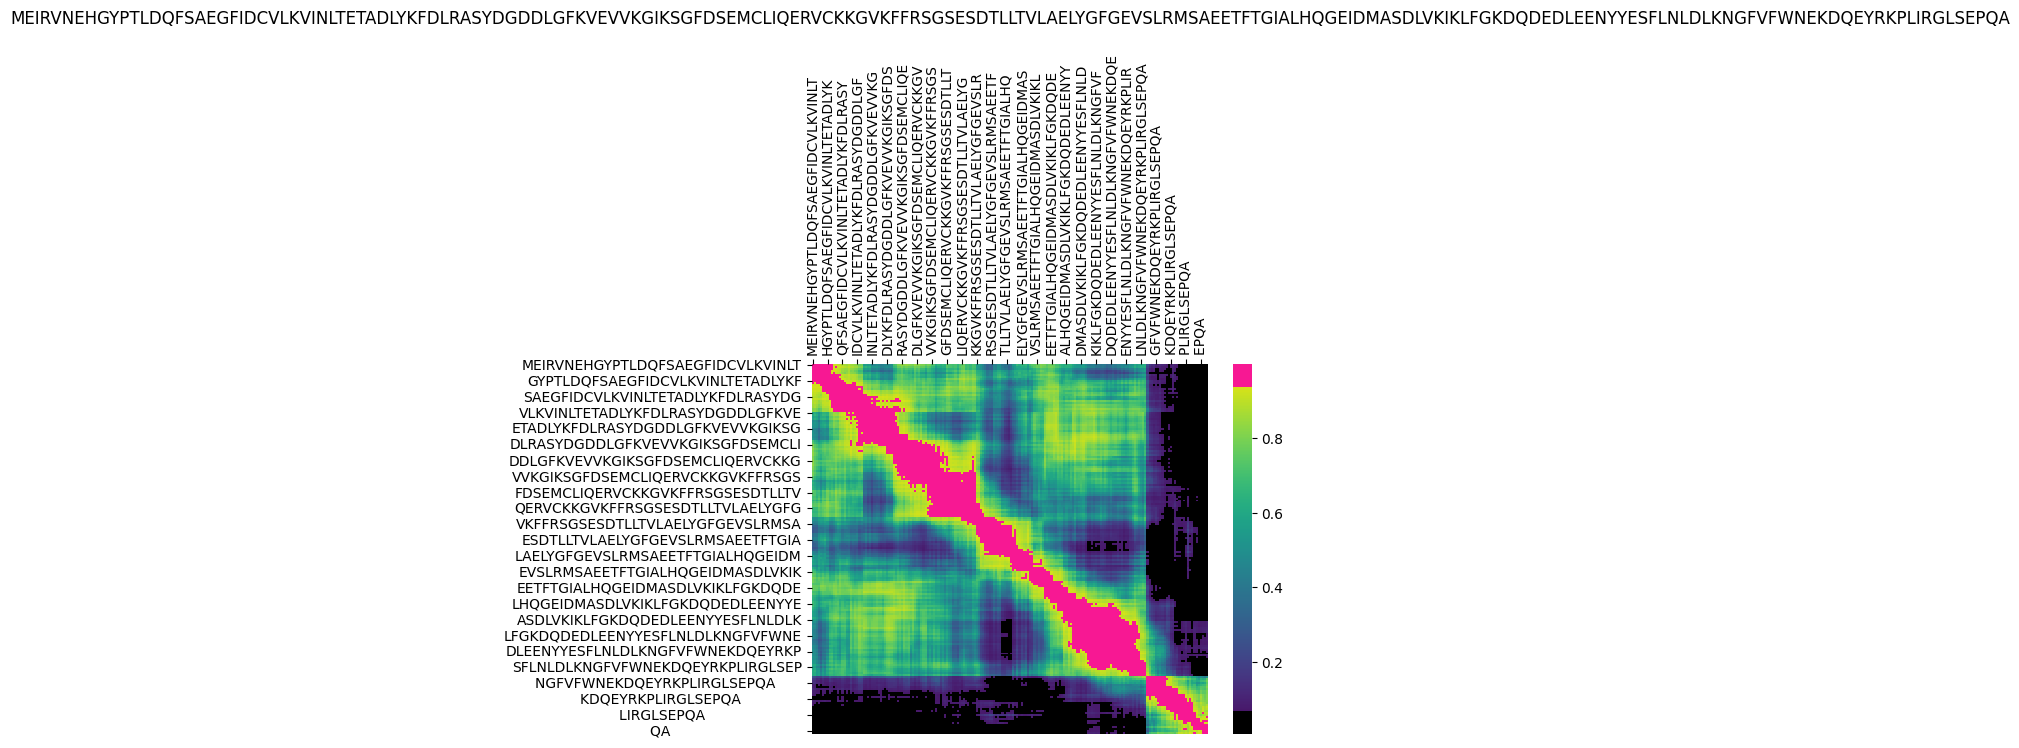 MEIRVNEHGYPTLDQFSAEGFIDCVLKVINLTETADLYKFDLRASYDGDDLGFKVEVVKGIKSGFDSEMCLIQERVCKKGVKFFRSGSESDTLLTVLAELYGFGEVSLRMSAEETFTGIALHQGEIDMASDLVKIKLFGKDQDEDLEENYYESFLNLDLKNGFVFWNEKDQEYRKPLIRGLSEPQA
MEIRVNEHGYPTLDQFSAEGFIDCVLKVINLT
HGYPTLDQFSAEGFIDCVLKVINLTETADLYK
QFSAEGFIDCVLKVINLTETADLYKFDLRASY
IDCVLKVINLTETADLYKFDLRASYDGDDLGF
INLTETADLYKFDLRASYDGDDLGFKVEVVKG
DLYKFDLRASYDGDDLGFKVEVVKGIKSGFDS
RASYDGDDLGFKVEVVKGIKSGFDSEMCLIQE
DLGFKVEVVKGIKSGFDSEMCLIQERVCKKGV
VVKGIKSGFDSEMCLIQERVCKKGVKFFRSGS
GFDSEMCLIQERVCKKGVKFFRSGSESDTLLT
LIQERVCKKGVKFFRSGSESDTLLTVLAELYG
KKGVKFFRSGSESDTLLTVLAELYGFGEVSLR
RSGSESDTLLTVLAELYGFGEVSLRMSAEETF
TLLTVLAELYGFGEVSLRMSAEETFTGIALHQ
ELYGFGEVSLRMSAEETFTGIALHQGEIDMAS
VSLRMSAEETFTGIALHQGEIDMASDLVKIKL
EETFTGIALHQGEIDMASDLVKIKLFGKDQDE
ALHQGEIDMASDLVKIKLFGKDQDEDLEENYY
DMASDLVKIKLFGKDQDEDLEENYYESFLNLD
KIKLFGKDQDEDLEENYYESFLNLDLKNGFVF
DQDEDLEENYYESFLNLDLKNGFVFWNEKDQE
ENYYESFLNLDLKNGFVFWNEKDQEYRKPLIR
LNLDLKNGFVFWNEKDQEYRKPLIRGLSEPQA
GFVFWNEKDQEYRKPLIRGLSEPQA
KDQEYRKPLIRGLSEPQA
PLIRGLSEPQA
EPQA
MEIRVNEHGYPTLDQFSAEGFIDCVLKVINLT
GYPTLDQFSAEGFIDCVLKVINLTETADLYKF
SAEGFIDCVLKVINLTETADLYKFDLRASYDG
VLKVINLTETADLYKFDLRASYDGDDLGFKVE
ETADLYKFDLRASYDGDDLGFKVEVVKGIKSG
DLRASYDGDDLGFKVEVVKGIKSGFDSEMCLI
DDLGFKVEVVKGIKSGFDSEMCLIQERVCKKG
VVKGIKSGFDSEMCLIQERVCKKGVKFFRSGS
FDSEMCLIQERVCKKGVKFFRSGSESDTLLTV
QERVCKKGVKFFRSGSESDTLLTVLAELYGFG
VKFFRSGSESDTLLTVLAELYGFGEVSLRMSA
ESDTLLTVLAELYGFGEVSLRMSAEETFTGIA
LAELYGFGEVSLRMSAEETFTGIALHQGEIDM
EVSLRMSAEETFTGIALHQGEIDMASDLVKIK
EETFTGIALHQGEIDMASDLVKIKLFGKDQDE
LHQGEIDMASDLVKIKLFGKDQDEDLEENYYE
ASDLVKIKLFGKDQDEDLEENYYESFLNLDLK
LFGKDQDEDLEENYYESFLNLDLKNGFVFWNE
DLEENYYESFLNLDLKNGFVFWNEKDQEYRKP
SFLNLDLKNGFVFWNEKDQEYRKPLIRGLSEP
NGFVFWNEKDQEYRKPLIRGLSEPQA
KDQEYRKPLIRGLSEPQA
LIRGLSEPQA
QA
0.8
0.6
0.4
0.2